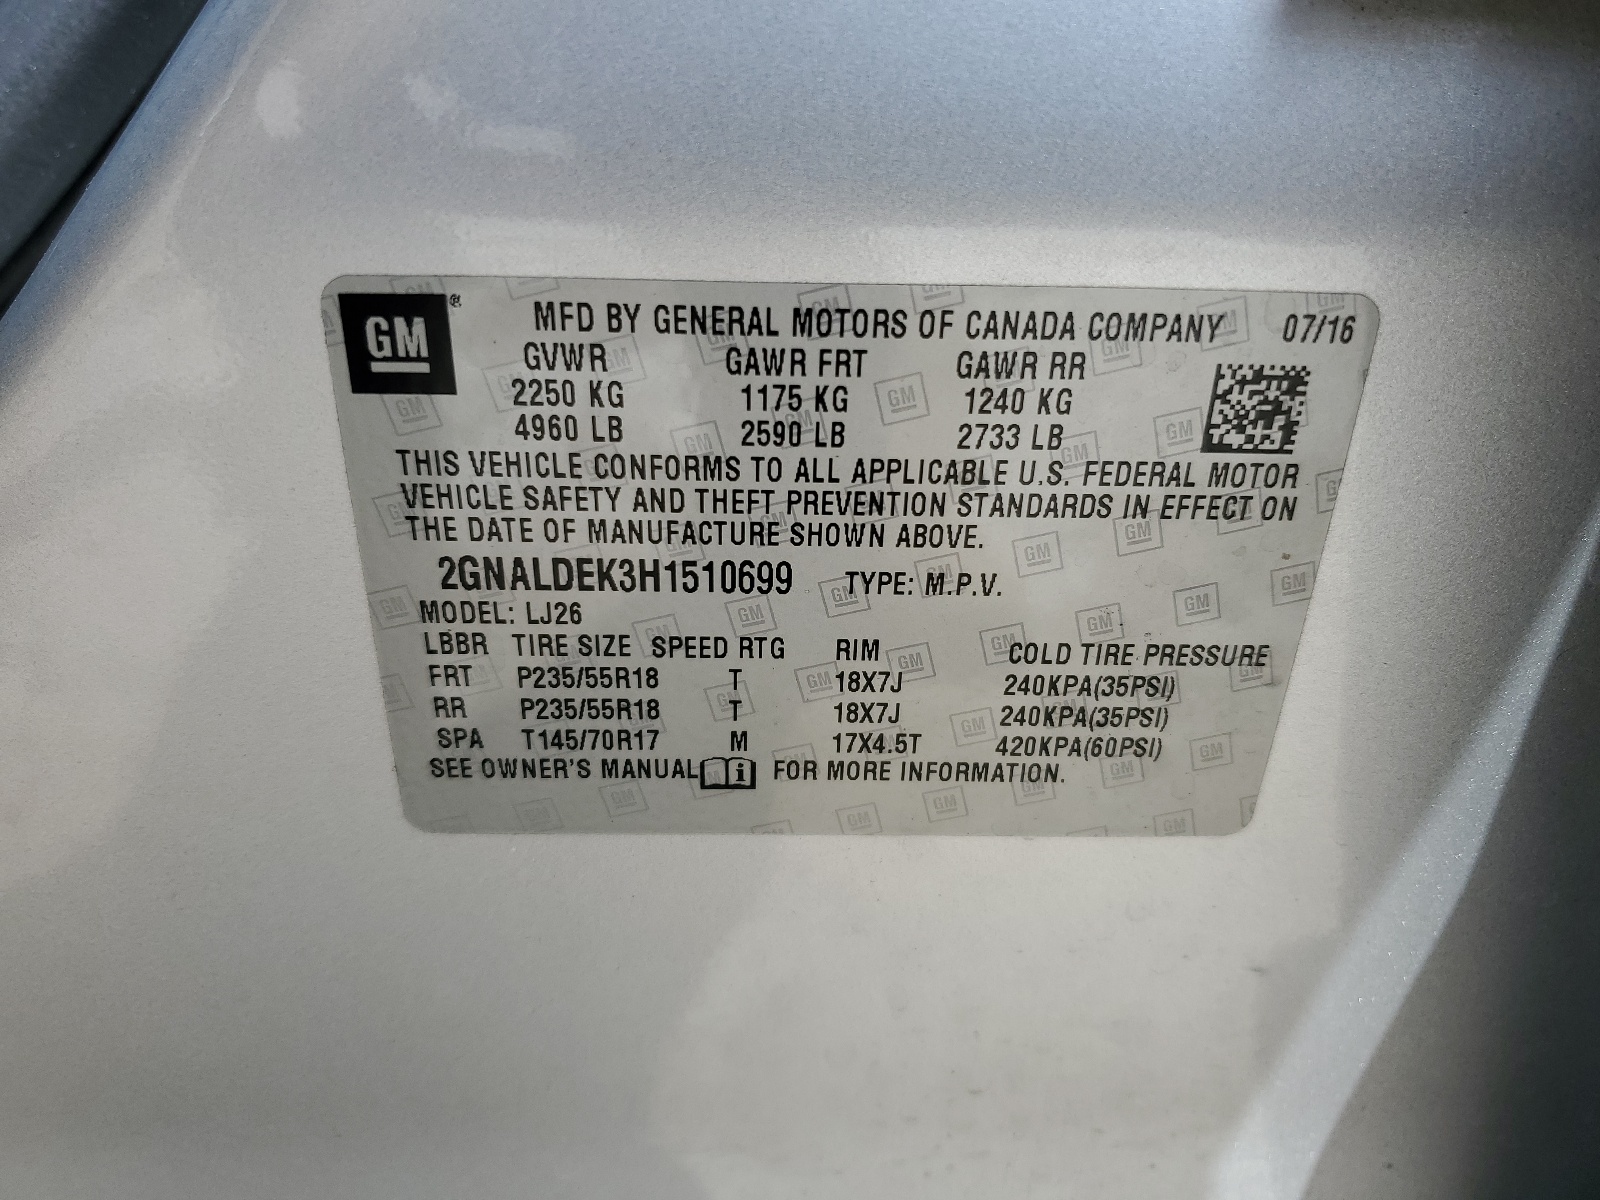 GM ®
MFD BY GENERAL MOTORS OF CANADA COMPANY 07/16
GVWR GAWR FRT GAWR RR
2250 KG 1175 KG 1240 KG
4960 LB 2590 LB 2733 LB
THIS VEHICLE CONFORMS TO ALL APPLICABLE U.S. FEDERAL MOTOR
VEHICLE SAFETY AND THEFT PREVENTION STANDARDS IN EFFECT ON
THE DATE OF MANUFACTURE SHOWN ABOVE.
2GNALDEK3H1510699 TYPE: M.P.V.
MODEL: LJ26
LBBR TIRE SIZE SPEED RTG RIM COLD TIRE PRESSURE
FRT P235/55R18 T 18X7J 240KPA(35PSI)
RR P235/55R18 T 18X7J 240KPA(35PSI)
SPA T145/70R17 M 17X4.5T 420KPA(60PSI)
SEE OWNER'S MANUAL i FOR MORE INFORMATION.